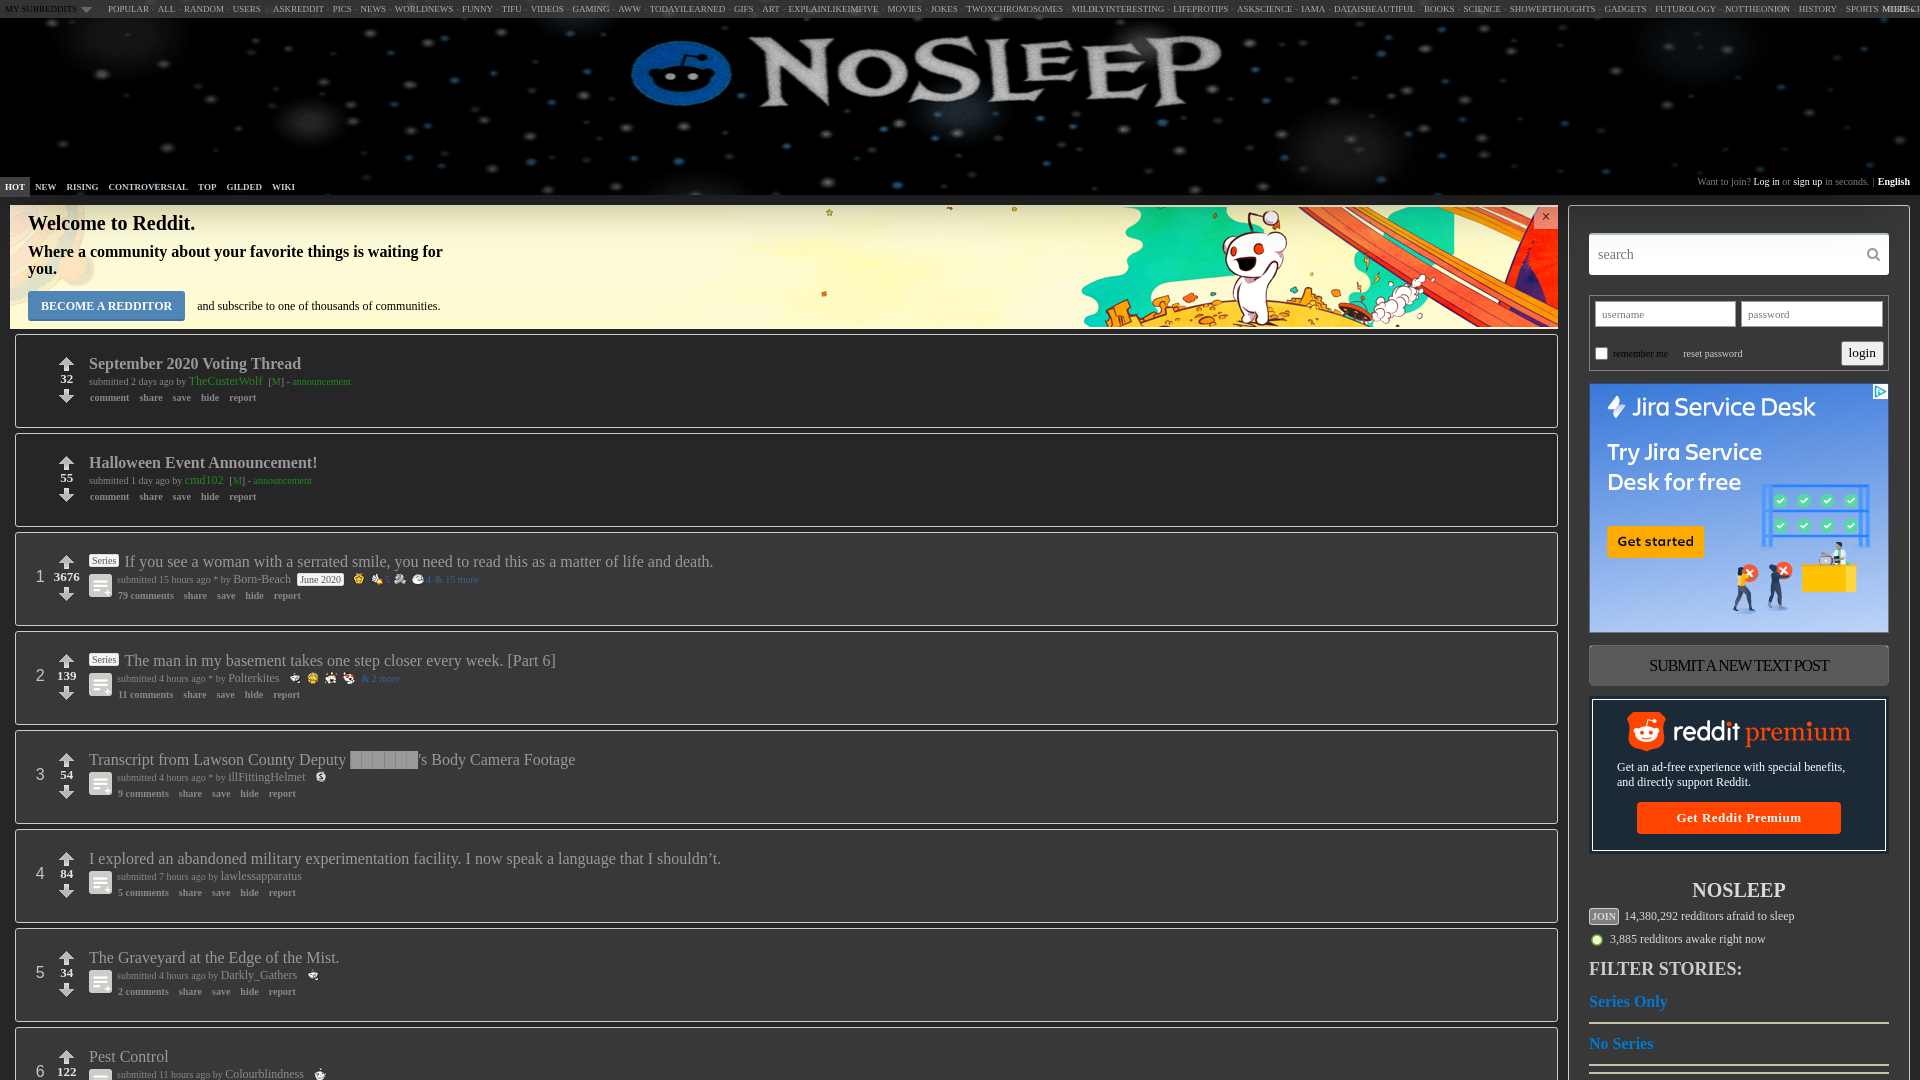 MY SUBREDDITS POPULAR - ALL - RANDOM - USERS | ASKREDDIT - PICS - NEWS - WORLDNEWS - FUNNY - TIFU - VIDEOS - GAMING - AWW - TODAYILEARNED - GIFS - ART - EXPLAINLIKEIMFIVE - MOVIES - JOKES - TWOXCHROMOSOMES - MILDLYINTERESTING - LIFEPROTIPS - ASKSCIENCE - IAMA - DATAISBEAUTIFUL - BOOKS - SCIENCE - SHOWERTHOUGHTS - GADGETS - FUTUROLOGY - NOTTHEONION - HISTORY - SPORTS
NOSLEEP
HOT NEW RISING CONTROVERSIAL TOP GILDED WIKI
Want to join? Log in or sign up in seconds. | English
Welcome to Reddit.
Where a community about your favorite things is waiting for
you.
BECOME A REDDITOR and subscribe to one of thousands of communities.
×
32
September 2020 Voting Thread
submitted 2 days ago by TheCusterWolf [M] - announcement
comment share save hide report
55
Halloween Event Announcement!
submitted 1 day ago by cmd102 [M] - announcement
comment share save hide report
1
3676
Series If you see a woman with a serrated smile, you need to read this as a matter of life and death.
submitted 15 hours ago * by Born-Beach June 2020 5 4 & 15 more
79 comments share save hide report
2
139
Series The man in my basement takes one step closer every week. [Part 6]
submitted 4 hours ago * by Polterkites & 2 more
11 comments share save hide report
3
54
Transcript from Lawson County Deputy ██████'s Body Camera Footage
submitted 4 hours ago * by illFittingHelmet
9 comments share save hide report
4
84
I explored an abandoned military experimentation facility. I now speak a language that I shouldn’t.
submitted 7 hours ago by lawlessapparatus
5 comments share save hide report
5
34
The Graveyard at the Edge of the Mist.
submitted 4 hours ago by Darkly_Gathers
2 comments share save hide report
6
122
Pest Control
submitted 11 hours ago by Colourblindness
search
username password
remember me reset password login
Jira Service Desk
Try Jira Service
Desk for free
Get started
SUBMIT A NEW TEXT POST
reddit premium
Get an ad-free experience with special benefits,
and directly support Reddit.
Get Reddit Premium
NOSLEEP
JOIN 14,380,292 redditors afraid to sleep
3,885 redditors awake right now
FILTER STORIES:
Series Only
No Series